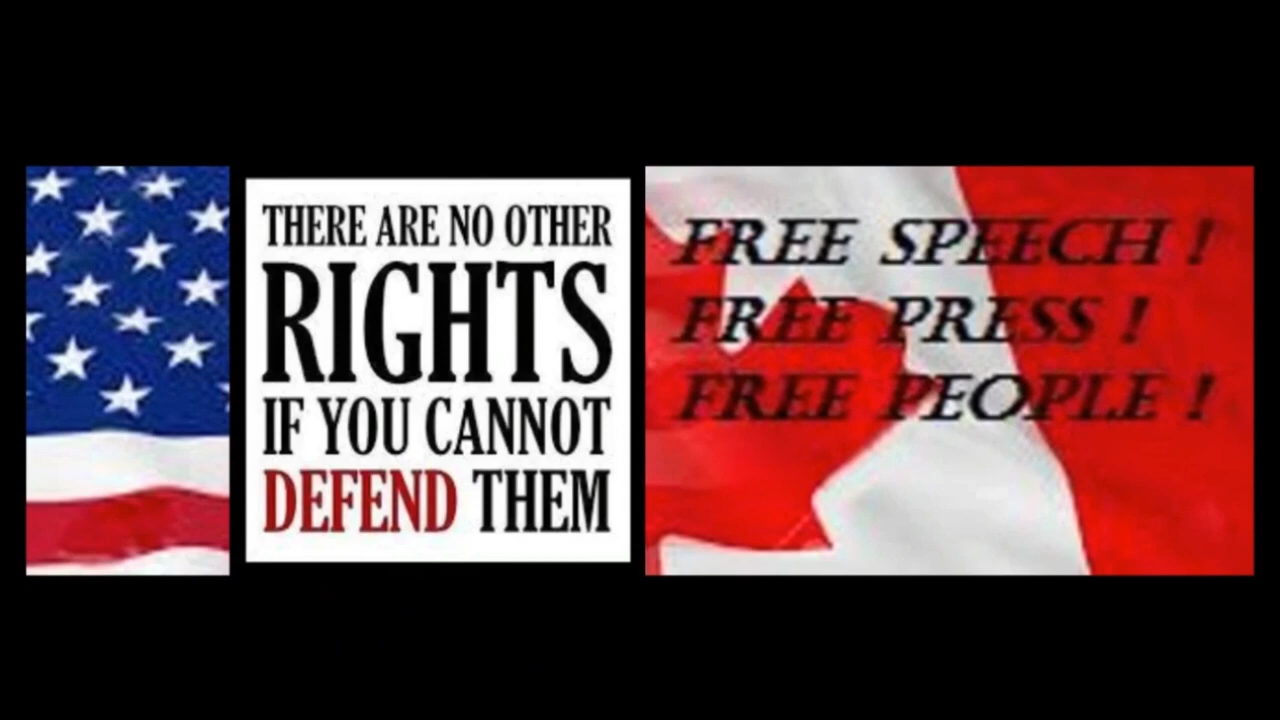 THERE ARE NO OTHER
RIGHTS
IF YOU CANNOT
DEFEND THEM
FREE SPEECH !
FREE PRESS !
FREE PEOPLE !